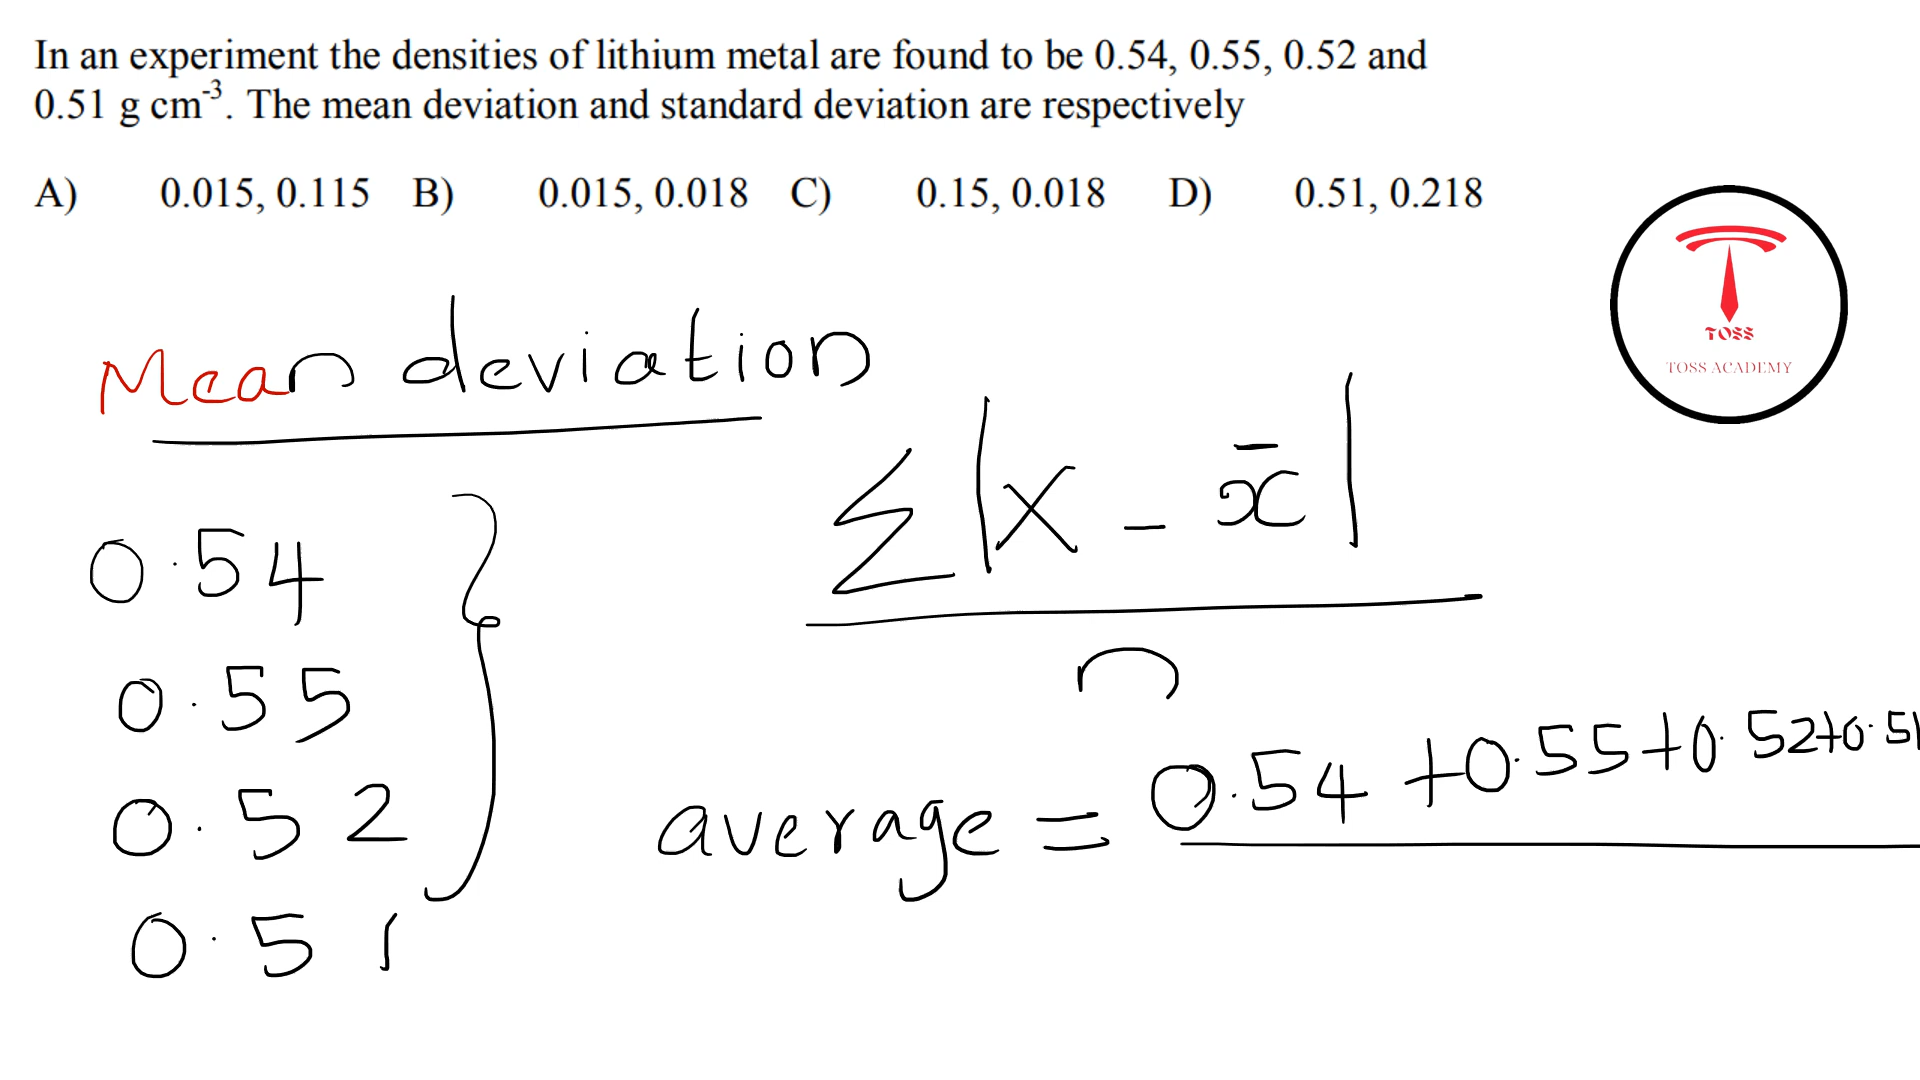 In an experiment the densities of lithium metal are found to be 0.54, 0.55, 0.52 and
0.51 g cm⁻³. The mean deviation and standard deviation are respectively
A) 0.015, 0.115 B) 0.015, 0.018 C) 0.15, 0.018 D) 0.51, 0.218
TOSS
TOSS ACADEMY
Mean deviation
Σ|x - x̄|
n
0.54
0.55
0.52
0.51
average = 0.54 + 0.55 + 0.52 + 0.51